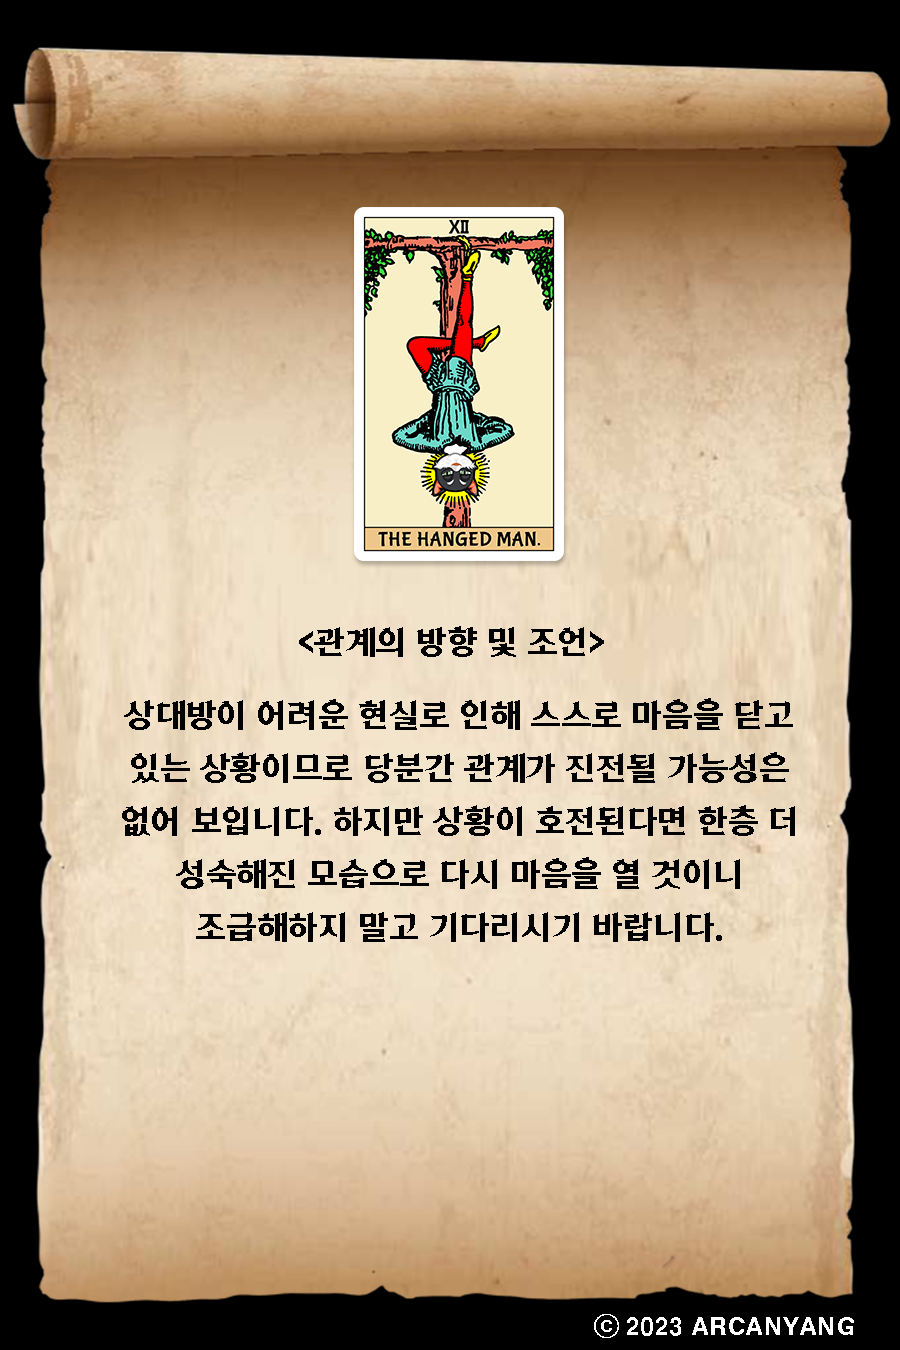 XII
THE HANGED MAN.
<관계의 방향 및 조언>
상대방이 어려운 현실로 인해 스스로 마음을 닫고
있는 상황이므로 당분간 관계가 진전될 가능성은
없어 보입니다. 하지만 상황이 호전된다면 한층 더
성숙해진 모습으로 다시 마음을 열 것이니
조급해하지 말고 기다리시기 바랍니다.
ⓒ 2023 ARCANYANG